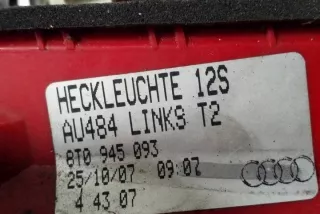 HECKLEUCHTE 12S
AU484 LINKS T2
8T0 945 093
25/10/07 09:07
4 43 07